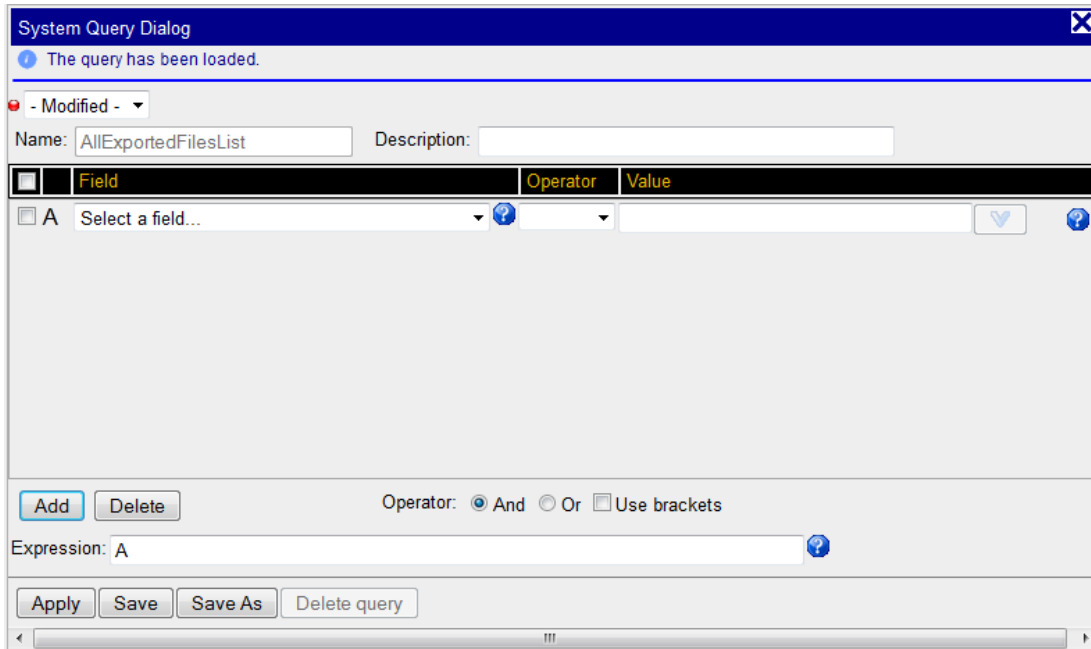 System Query Dialog
The query has been loaded.
- Modified -
Name: AllExportedFilesList Description:
Field Operator Value
A Select a field...
Add Delete Operator: And Or Use brackets
Expression: A
Apply Save Save As Delete query